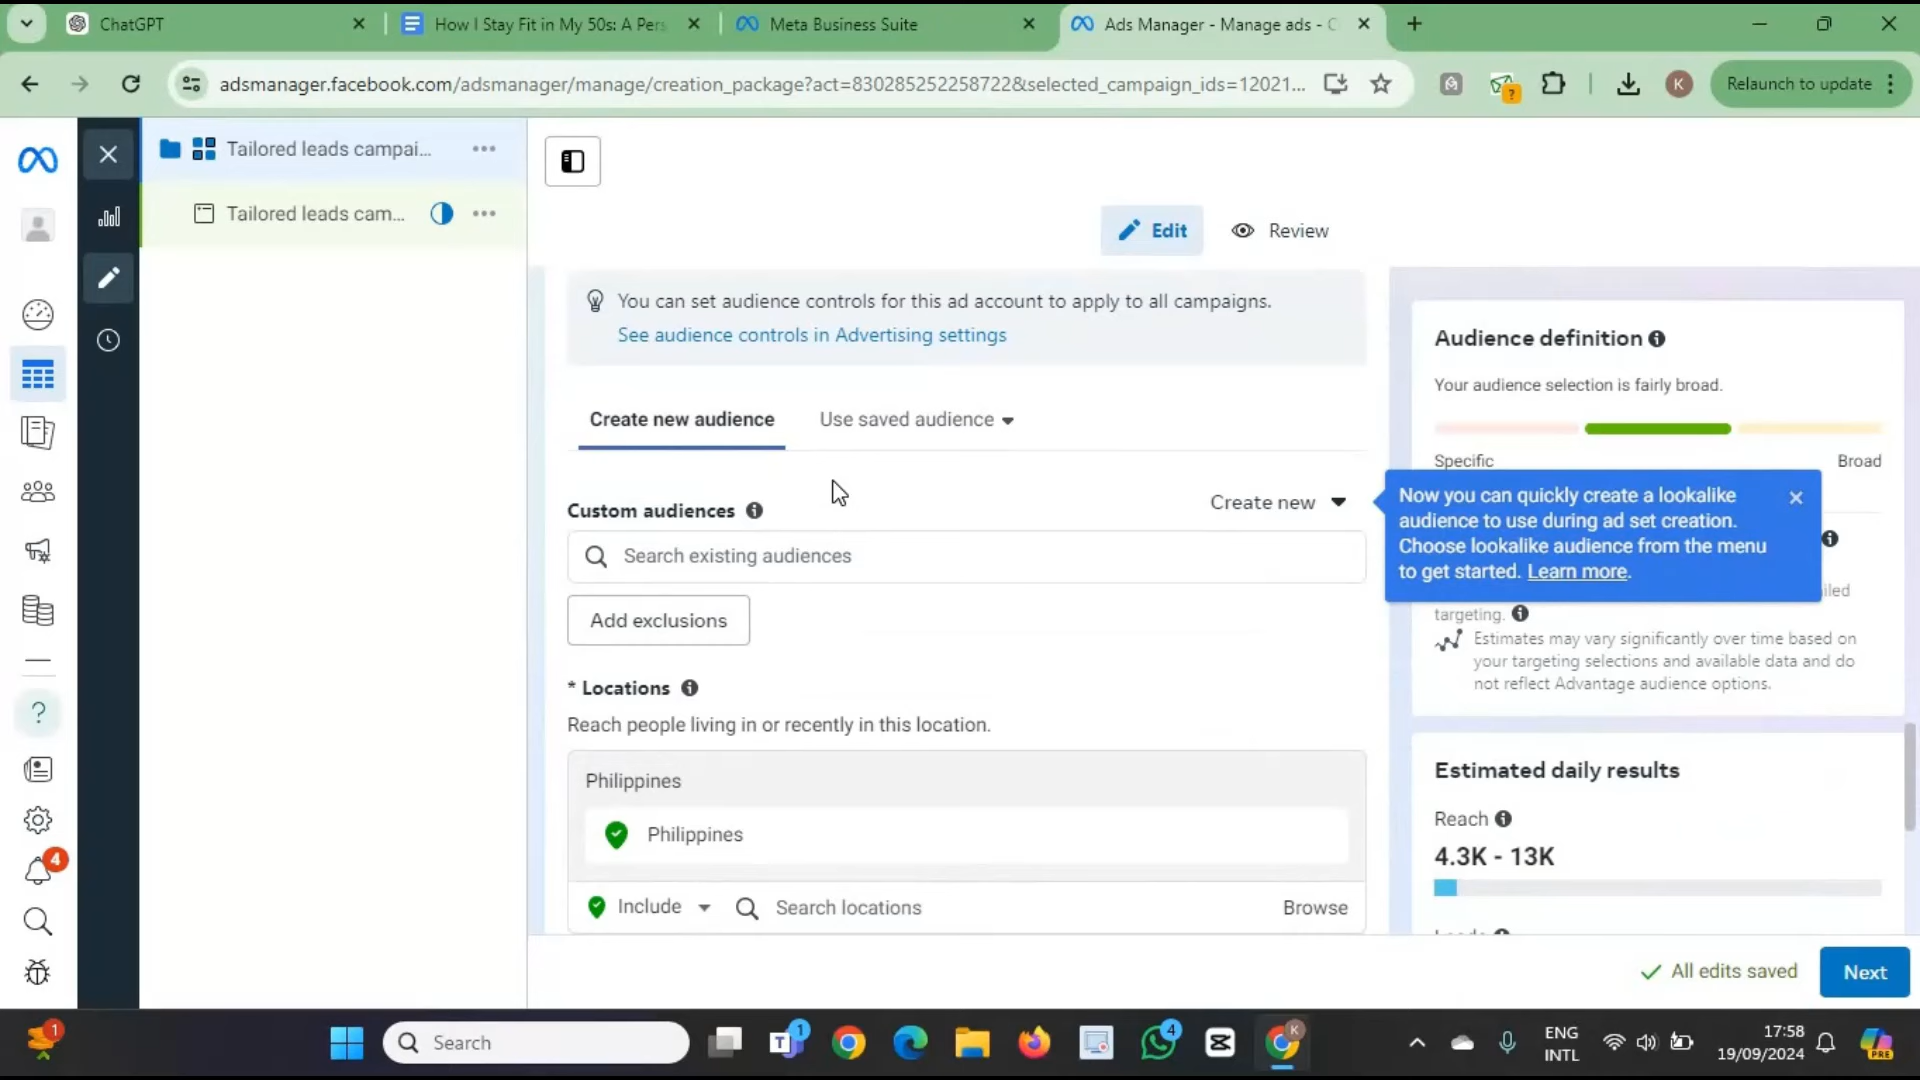 ChatGPT
How I Stay Fit in My 50s: A Pers
Meta Business Suite
Ads Manager - Manage ads - C
adsmanager.facebook.com/adsmanager/manage/creation_package?act=830285252258722&selected_campaign_ids=12021...
K
Relaunch to update
Tailored leads campai...
Tailored leads cam...
Edit
Review
You can set audience controls for this ad account to apply to all campaigns.
See audience controls in Advertising settings
Create new audience
Use saved audience
Custom audiences
Create new
Search existing audiences
Add exclusions
* Locations
Reach people living in or recently in this location.
Philippines
Philippines
Include
Search locations
Browse
Audience definition
Your audience selection is fairly broad.
Specific
Broad
Now you can quickly create a lookalike
audience to use during ad set creation.
Choose lookalike audience from the menu
to get started. Learn more.
targeting.
Estimates may vary significantly over time based on
your targeting selections and available data and do
not reflect Advantage audience options.
Estimated daily results
Reach
4.3K - 13K
All edits saved
Next
4
1
Search
1
4
K
ENG
INTL
17:58
19/09/2024
PRE